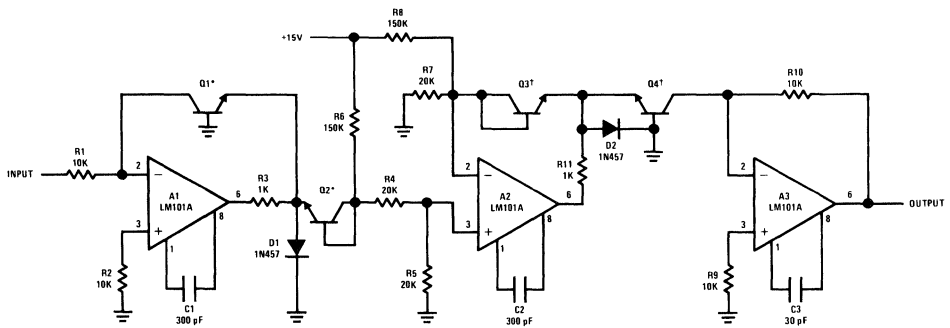 R8
150K
+15V
Q1*
R7
20K
Q3†
Q4†
R10
10K
R6
150K
D2
1N457
R1
10K
INPUT
2
−
A1
LM101A
6
8
3
+
1
R3
1K
Q2*
R4
20K
R11
1K
2
−
A2
LM101A
6
8
3
+
1
2
−
A3
LM101A
6
8
3
+
1
OUTPUT
D1
1N457
R2
10K
C1
300 pF
R5
20K
C2
300 pF
R9
10K
C3
30 pF